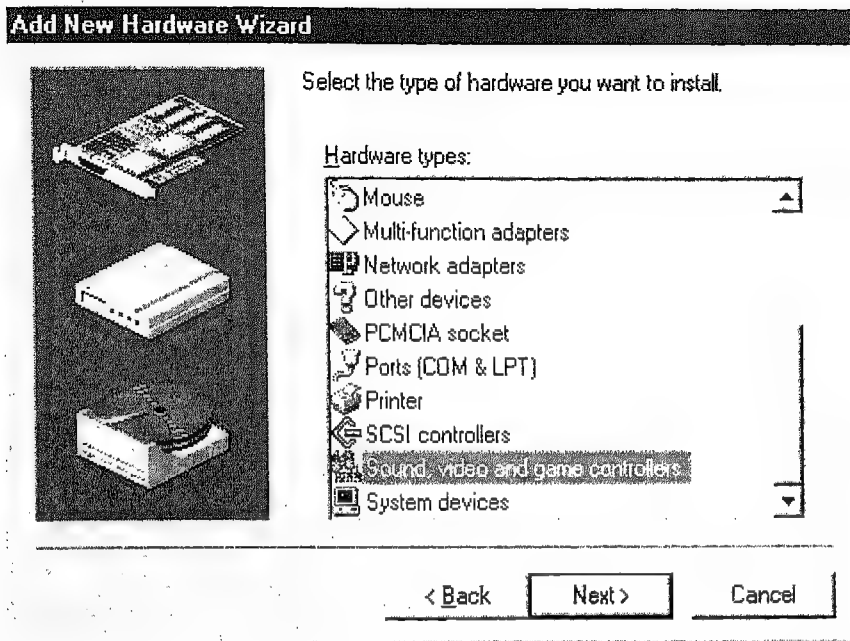 Add New Hardware Wizard
Select the type of hardware you want to install.
Hardware types:
Mouse
Multi-function adapters
Network adapters
Other devices
PCMCIA socket
Ports (COM & LPT)
Printer
SCSI controllers
Sound, video and game controllers
System devices
< Back
Next >
Cancel